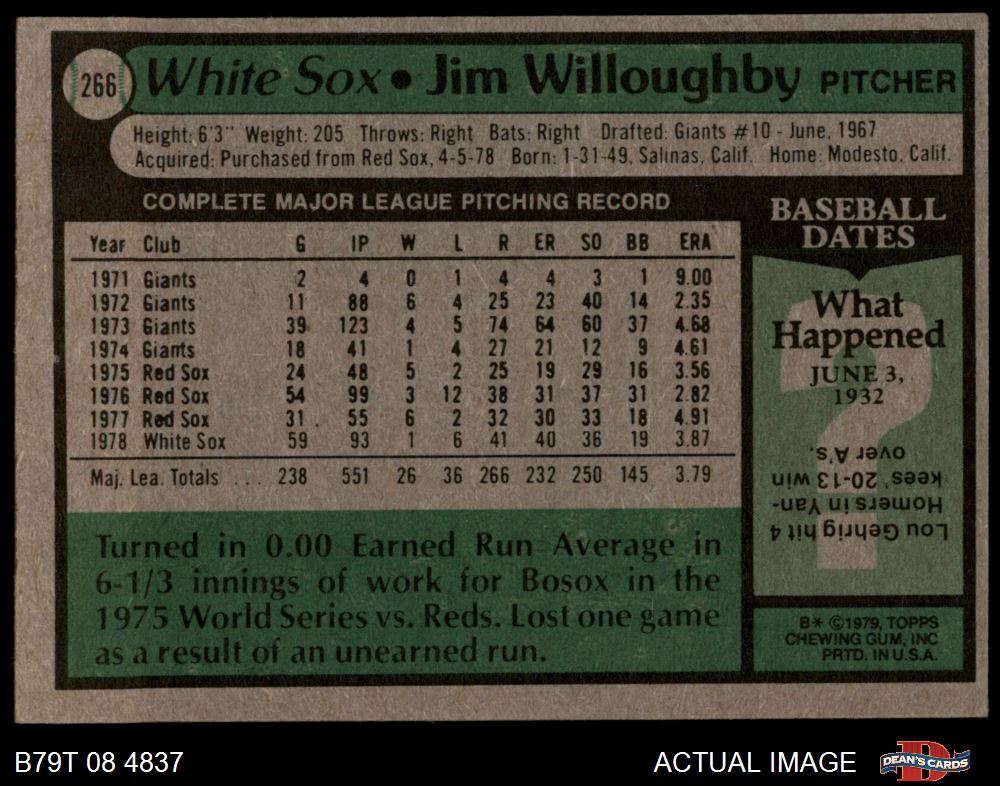 266 White Sox • Jim Willoughby PITCHER
Height: 6'3" Weight: 205 Throws: Right Bats: Right Drafted: Giants #10 - June, 1967
Acquired: Purchased from Red Sox, 4-5-78 Born: 1-31-49, Salinas, Calif. Home: Modesto, Calif.
COMPLETE MAJOR LEAGUE PITCHING RECORD
Year Club G IP W L R ER SO BB ERA
1971 Giants 2 4 0 1 4 4 3 1 9.00
1972 Giants 11 88 6 4 25 23 40 14 2.35
1973 Giants 39 123 4 5 74 64 60 37 4.68
1974 Giants 18 41 1 4 27 21 12 9 4.61
1975 Red Sox 24 48 5 2 25 19 29 16 3.56
1976 Red Sox 54 99 3 12 38 31 37 31 2.82
1977 Red Sox 31 55 6 2 32 30 33 18 4.91
1978 White Sox 59 93 1 6 41 40 36 19 3.87
Maj. Lea. Totals ... 238 551 26 36 266 232 250 145 3.79
Turned in 0.00 Earned Run Average in
6-1/3 innings of work for Bosox in the
1975 World Series vs. Reds. Lost one game
as a result of an unearned run.
BASEBALL
DATES
What
Happened
JUNE 3,
1932
?
Lou Gehrig hit 4
Homers in Yan-
kees' 20-13 win
over A's.
B* ©1979, TOPPS
CHEWING GUM, INC
PRTD. IN U.S.A.
B79T 08 4837
ACTUAL IMAGE
D
DEAN'S CARDS